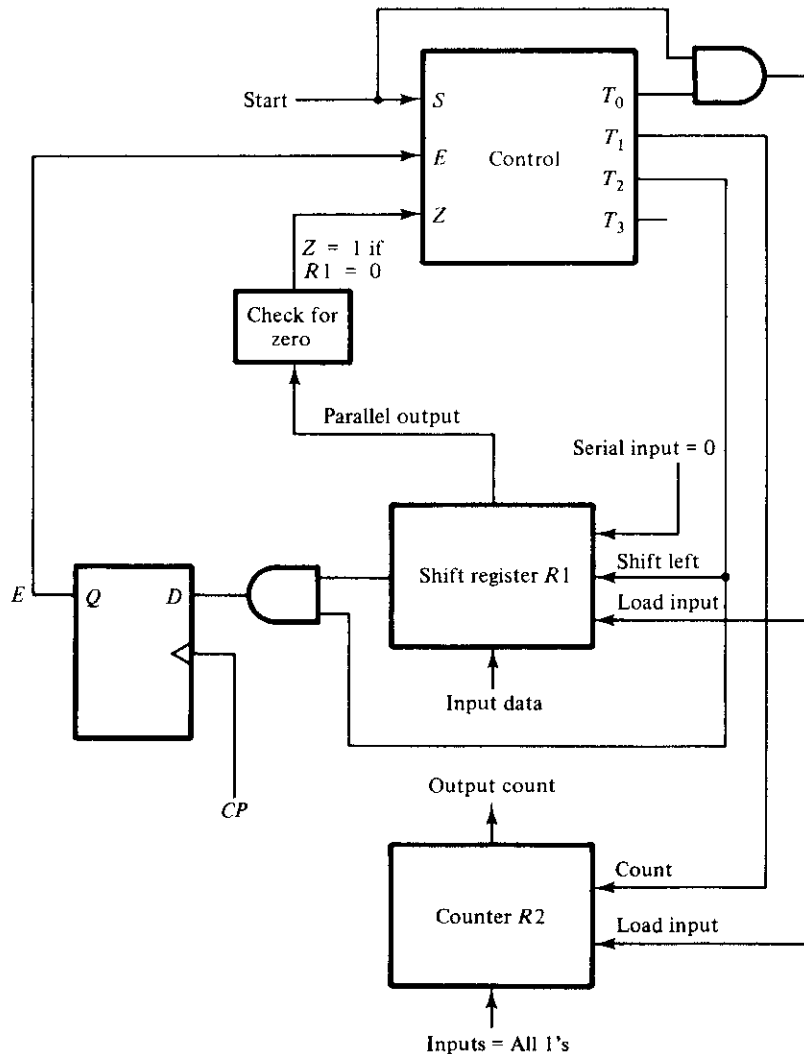 Start
S
T0
T1
E
Control
T2
Z
T3
Z = 1 if
R1 = 0
Check for
zero
Parallel output
Serial input = 0
Shift register R1
Shift left
E
Q
D
Load input
Input data
CP
Output count
Count
Counter R2
Load input
Inputs = All 1's